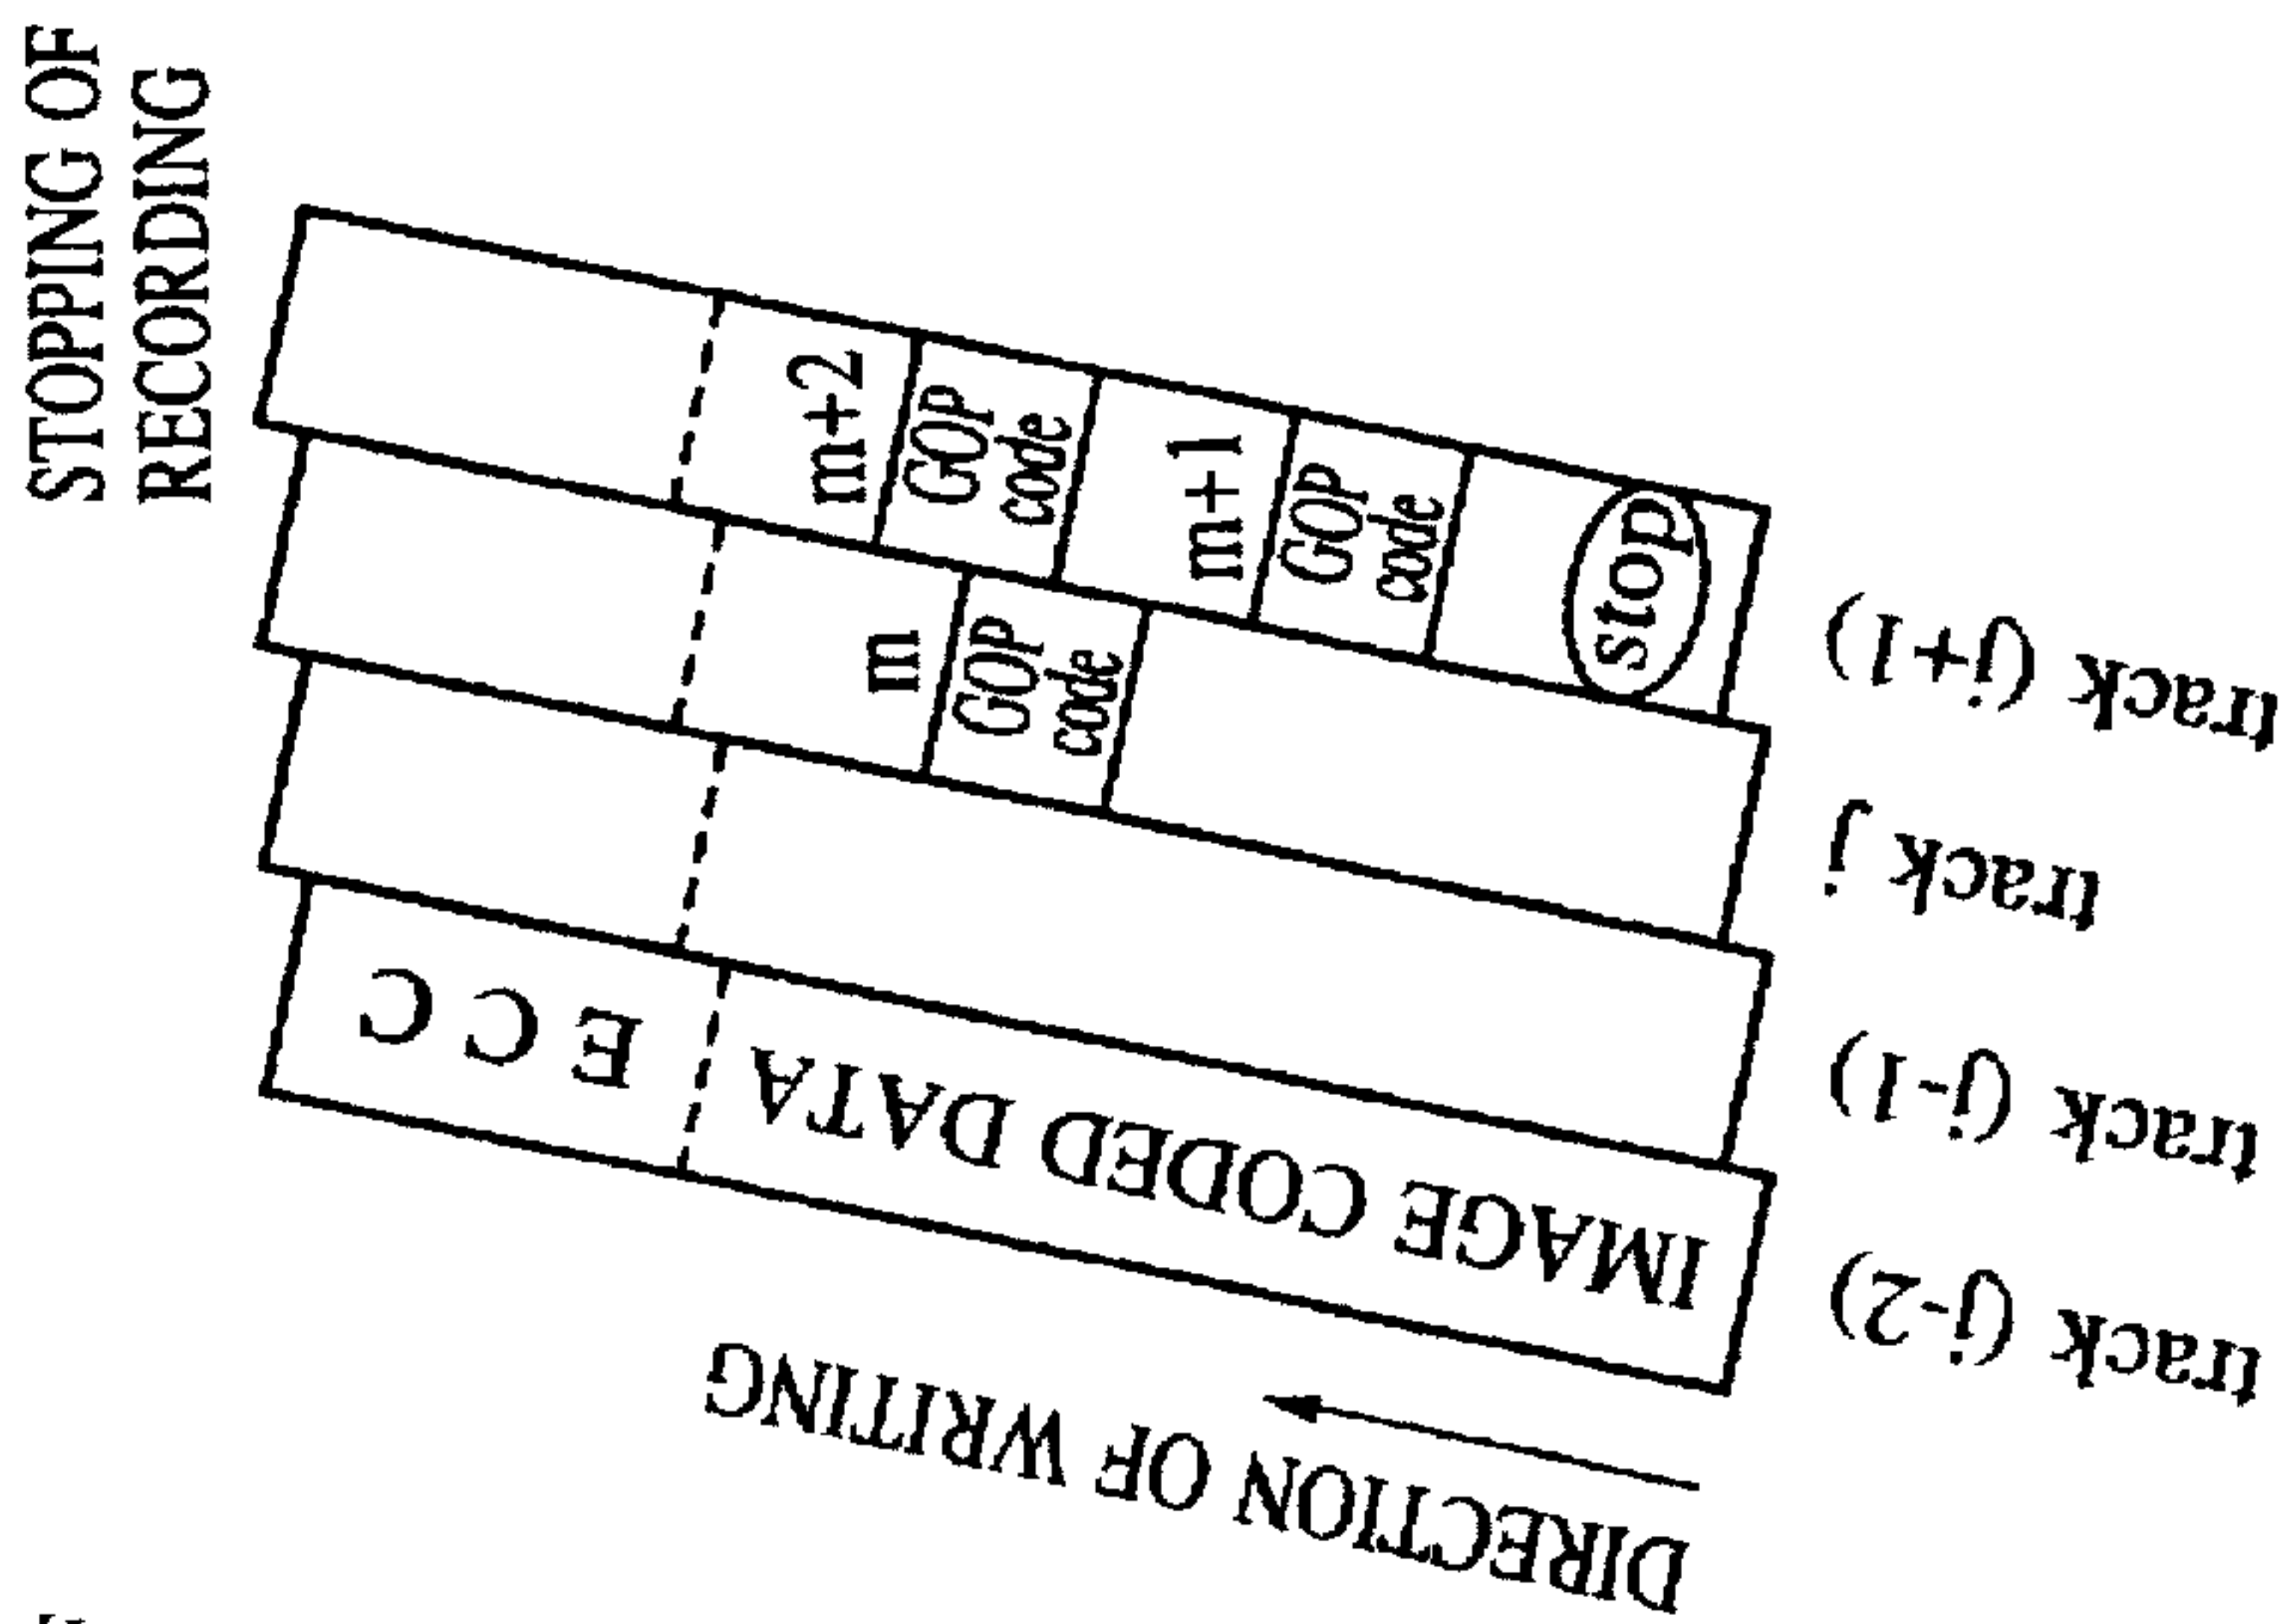 STOPPING OF
RECORDING
m+2
GOP
code
m+1
GOP
code
stop
m
GOP
code
track (j+1)
track j
track (j-1)
track (j-2)
IMAGE CODED DATA
ECC
DIRECTION OF WRITING